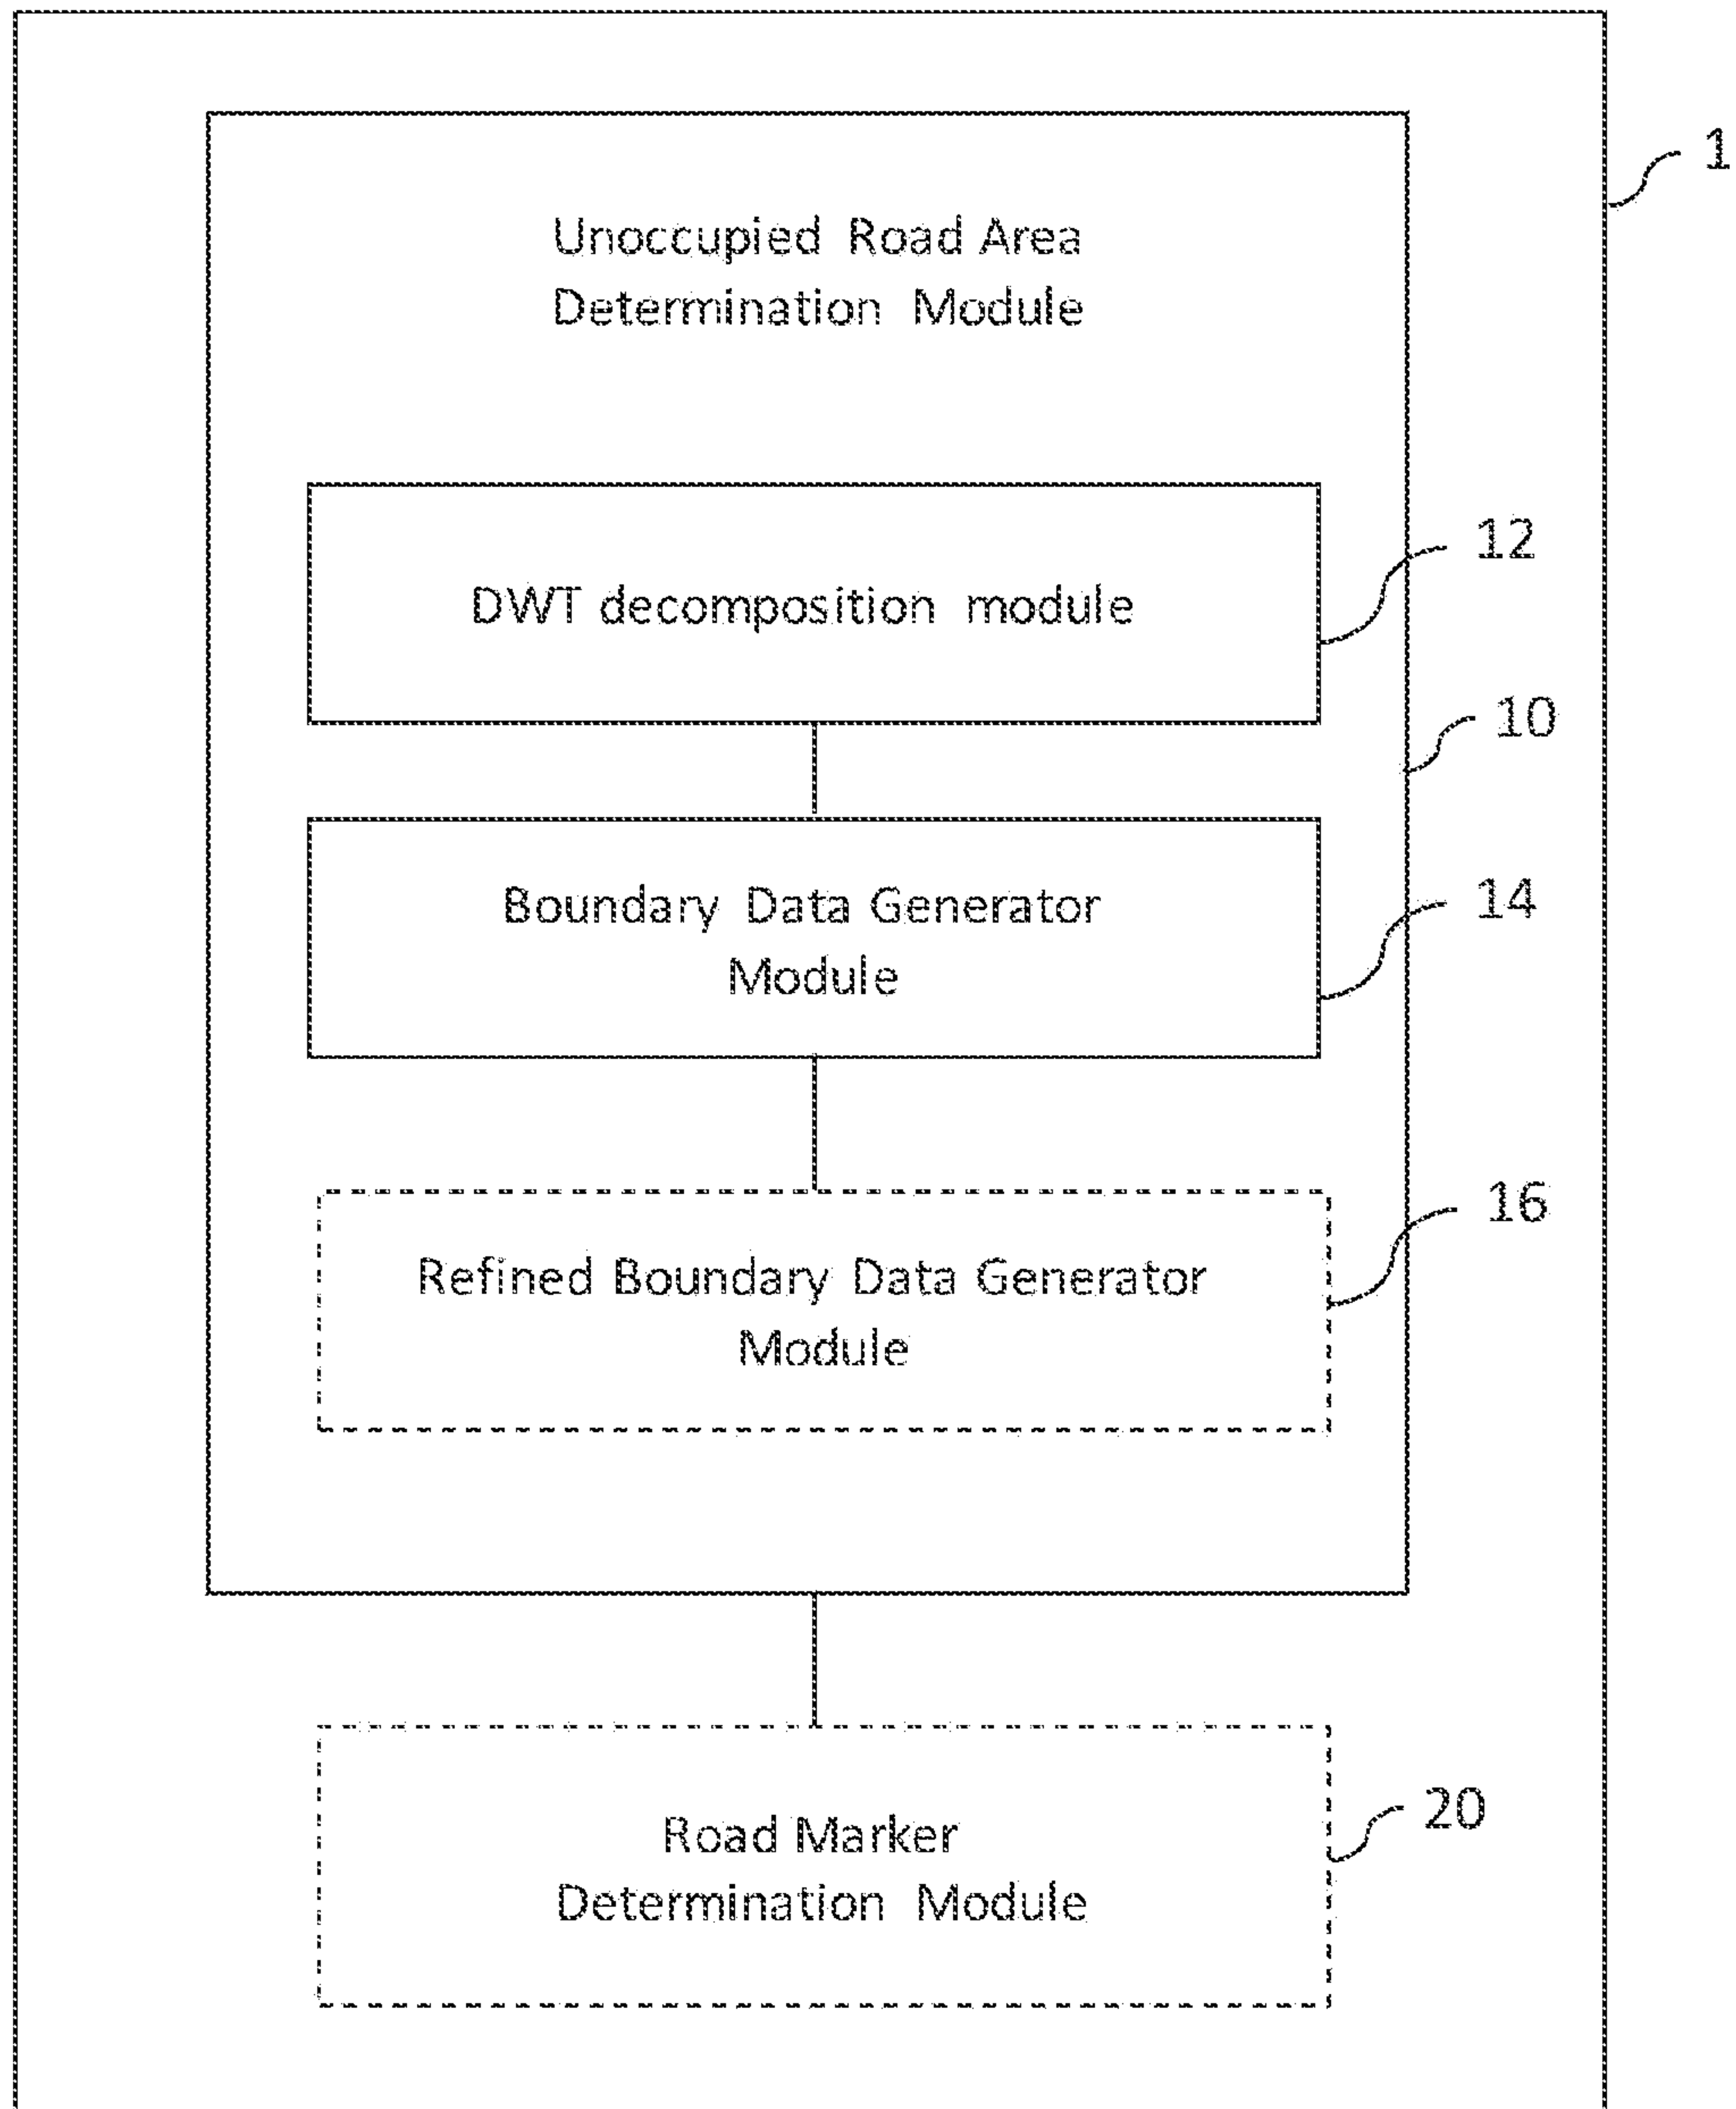 1
Unoccupied Road Area
Determination Module
12
DWT decomposition module
10
14
Boundary Data Generator
Module
16
Refined Boundary Data Generator
Module
20
Road Marker
Determination Module